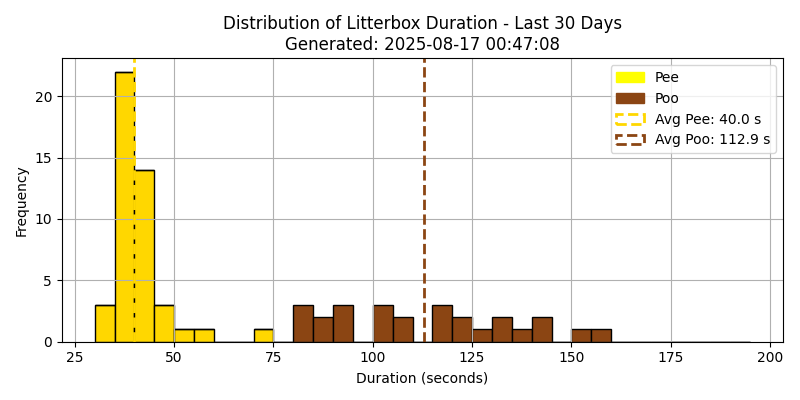 Distribution of Litterbox Duration - Last 30 Days
Generated: 2025-08-17 00:47:08
Pee
Poo
Avg Pee: 40.0 s
Avg Poo: 112.9 s
Frequency
20
15
10
5
0
25 50 75 100 125 150 175 200
Duration (seconds)